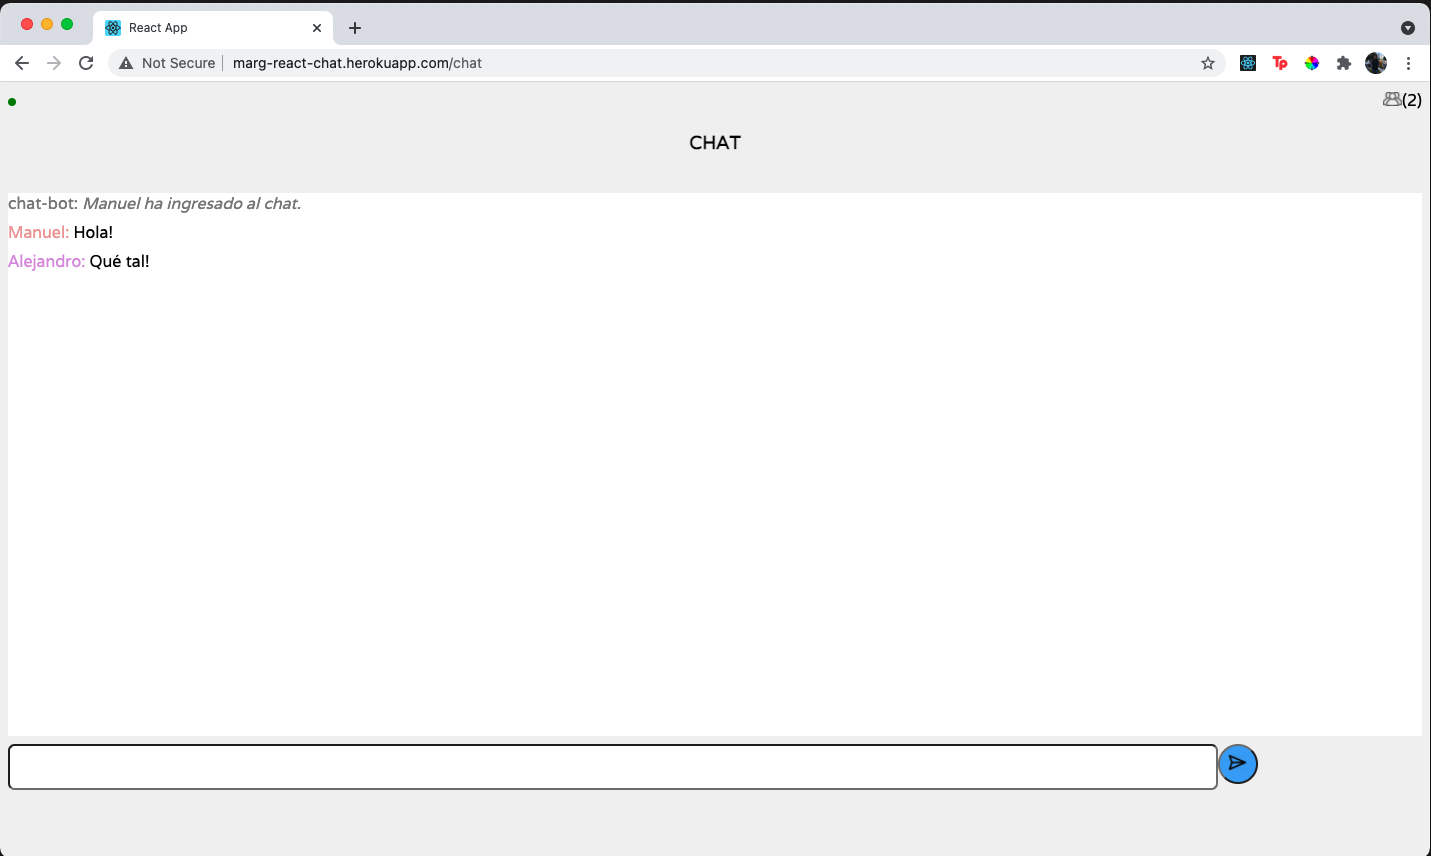 React App
Not Secure marg-react-chat.herokuapp.com/chat
Tp
(2)
CHAT
chat-bot: Manuel ha ingresado al chat.
Manuel: Hola!
Alejandro: Qué tal!